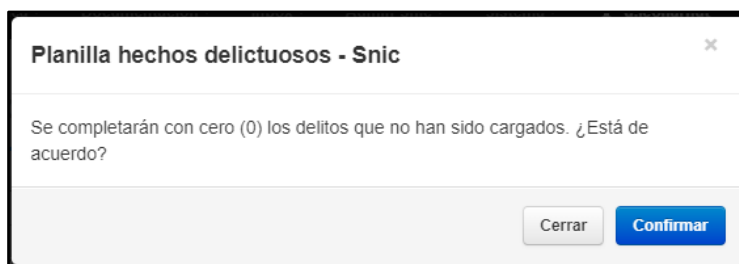 Planilla hechos delictuosos - Snic
×
Se completarán con cero (0) los delitos que no han sido cargados. ¿Está de
acuerdo?
Cerrar
Confirmar